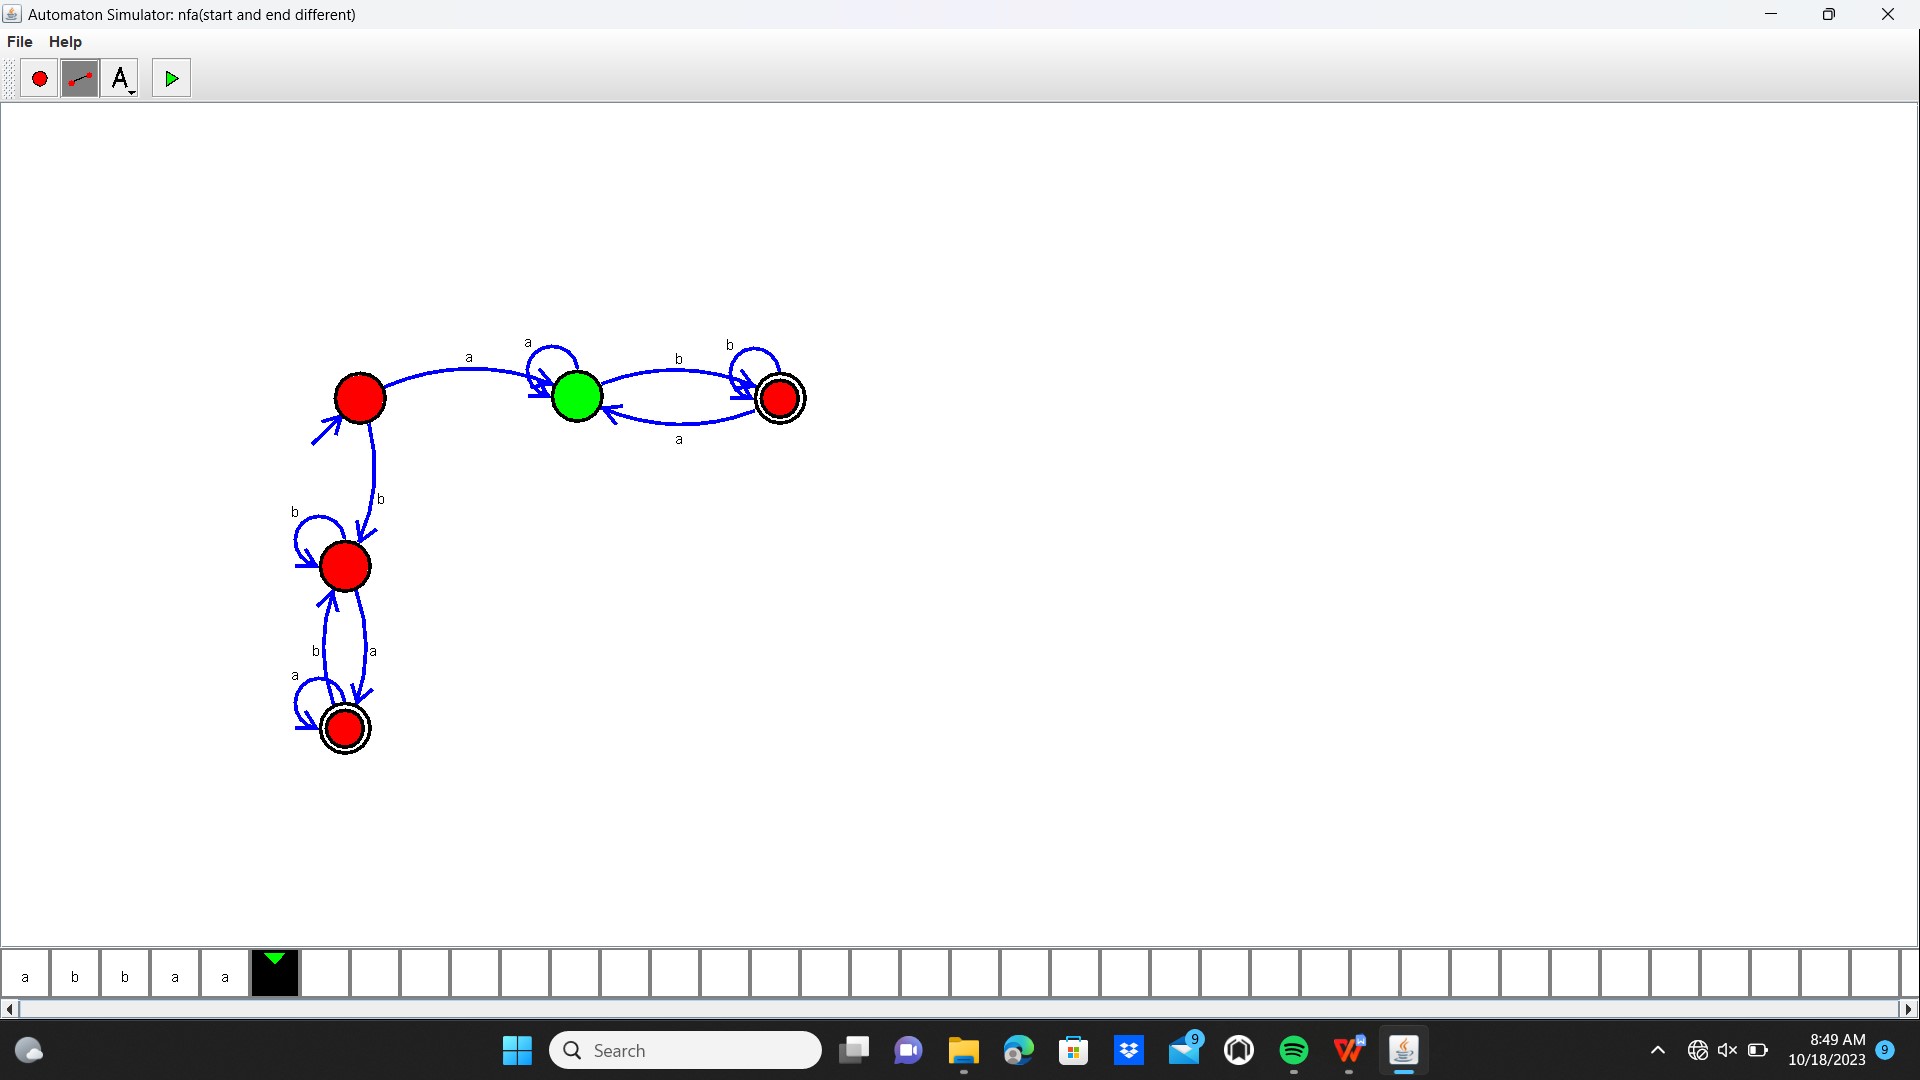 Automaton Simulator: nfa(start and end different)
File Help
A
a a b b
a
b
b
b a
a
a b b a a
Search
9
8:49 AM
10/18/2023 9